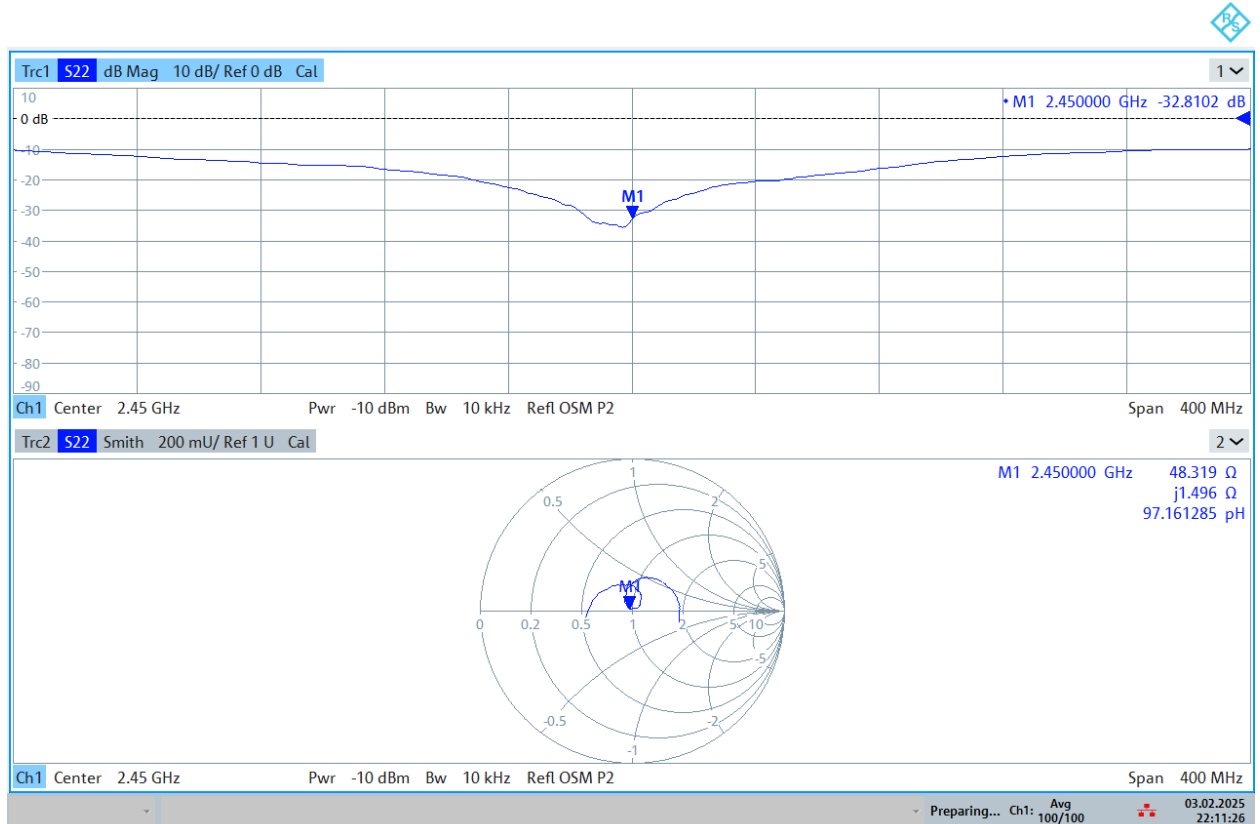 R S
Trc1 S22 dB Mag 10 dB/ Ref 0 dB Cal
1
10
M1 2.450000 GHz -32.8102 dB
0 dB
-10
-20
M1
-30
-40
-50
-60
-70
-80
-90
Ch1 Center 2.45 GHz Pwr -10 dBm Bw 10 kHz Refl OSM P2 Span 400 MHz
Trc2 S22 Smith 200 mU/ Ref 1 U Cal
2
M1 2.450000 GHz 48.319 Ω
j1.496 Ω
97.161285 pH
1
0.5 2
5
M1
0 0.2 0.5 1 2 5 10
-5
-0.5 -2
-1
Ch1 Center 2.45 GHz Pwr -10 dBm Bw 10 kHz Refl OSM P2 Span 400 MHz
Preparing... Ch1: Avg 100/100 03.02.2025
22:11:26